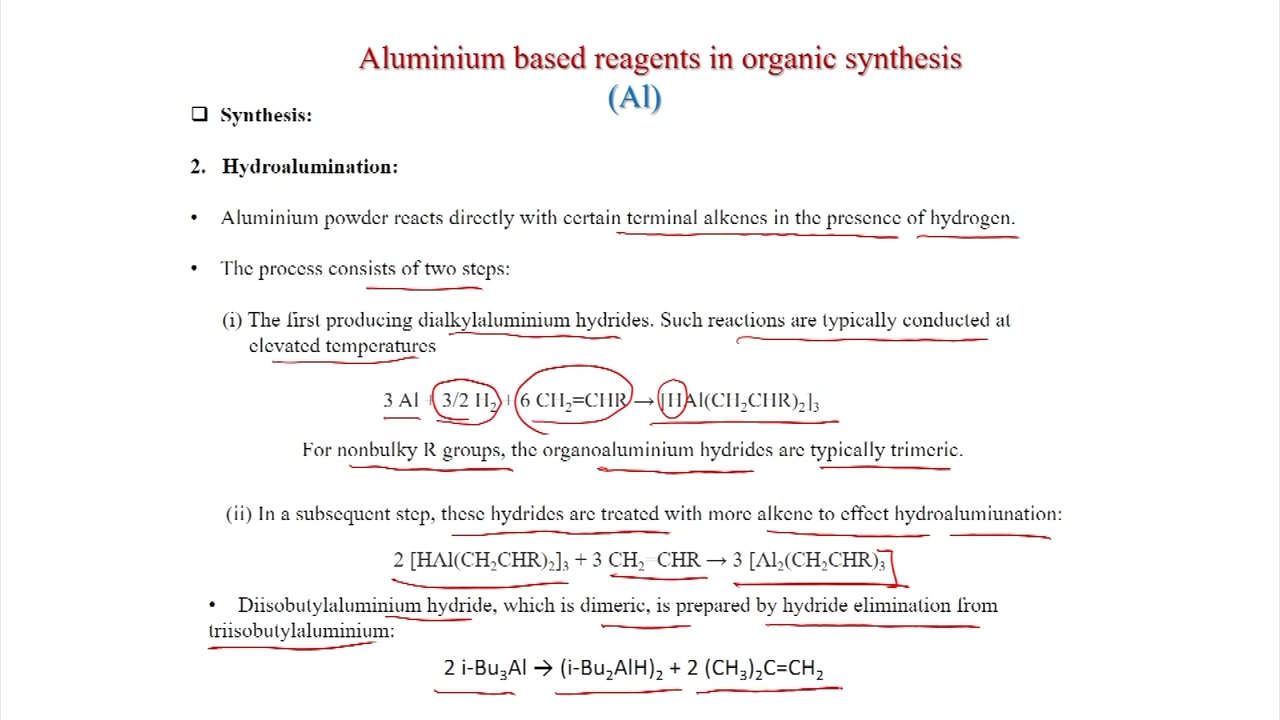 Aluminium based reagents in organic synthesis
(Al)
❑ Synthesis:
2. Hydroalumination:
• Aluminium powder reacts directly with certain terminal alkenes in the presence of hydrogen.
• The process consists of two steps:
(i) The first producing dialkylaluminium hydrides. Such reactions are typically conducted at
elevated temperatures
3 Al + 3/2 H₂ + 6 CH₂=CHR → [HAl(CH₂CHR)₂]₃
For nonbulky R groups, the organoaluminium hydrides are typically trimeric.
(ii) In a subsequent step, these hydrides are treated with more alkene to effect hydroalumiunation:
2 [HAl(CH₂CHR)₂]₃ + 3 CH₂=CHR → 3 [Al₂(CH₂CHR)₃]
• Diisobutylaluminium hydride, which is dimeric, is prepared by hydride elimination from
triisobutylaluminium:
2 i-Bu₃Al → (i-Bu₂AlH)₂ + 2 (CH₃)₂C=CH₂